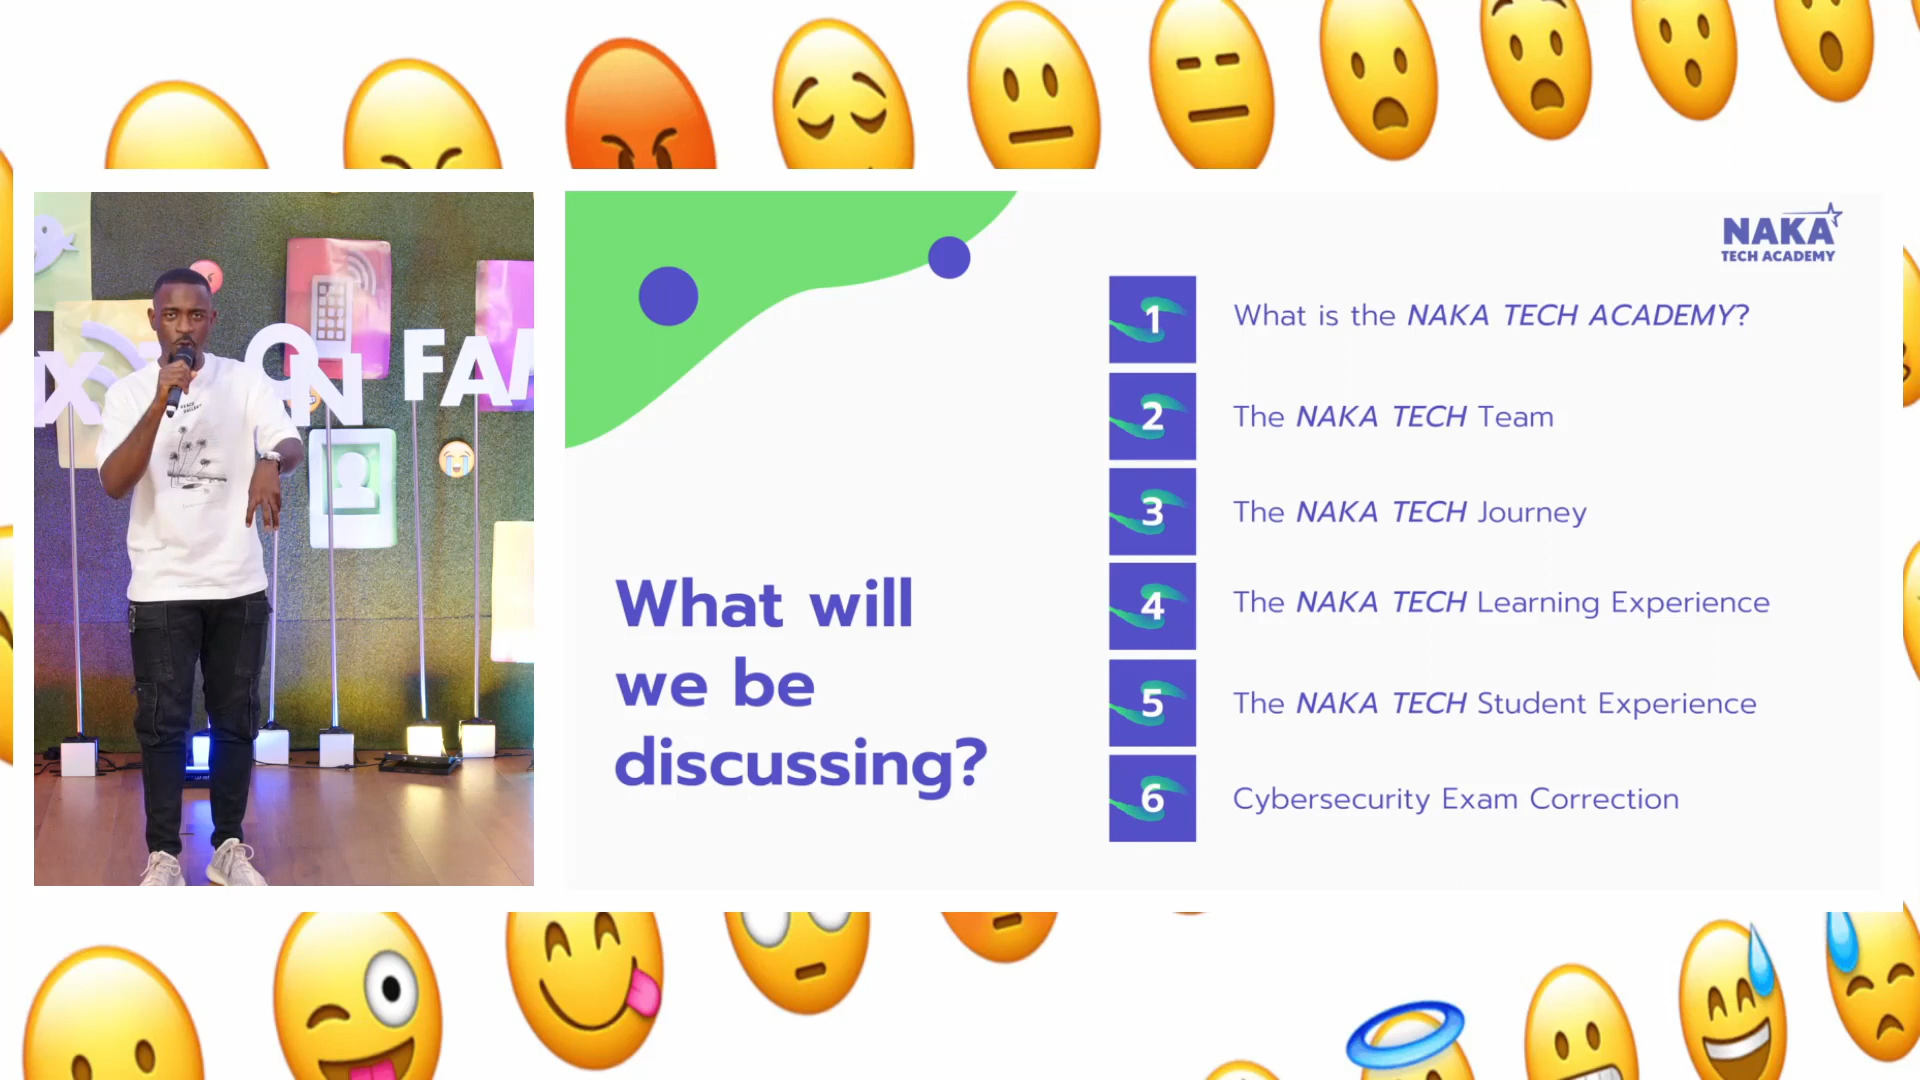 X ON FAM
NAKA
TECH ACADEMY
What will
we be
discussing?
1 What is the NAKA TECH ACADEMY?
2 The NAKA TECH Team
3 The NAKA TECH Journey
4 The NAKA TECH Learning Experience
5 The NAKA TECH Student Experience
6 Cybersecurity Exam Correction